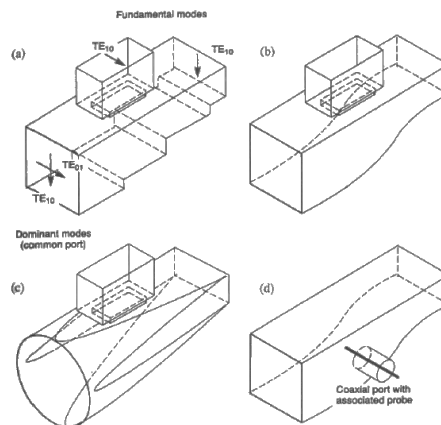 Fundamental modes
(a)
TE10
TE10
(b)
TE01
TE10
Dominant modes
(common port)
(c)
(d)
Coaxial port with
associated probe